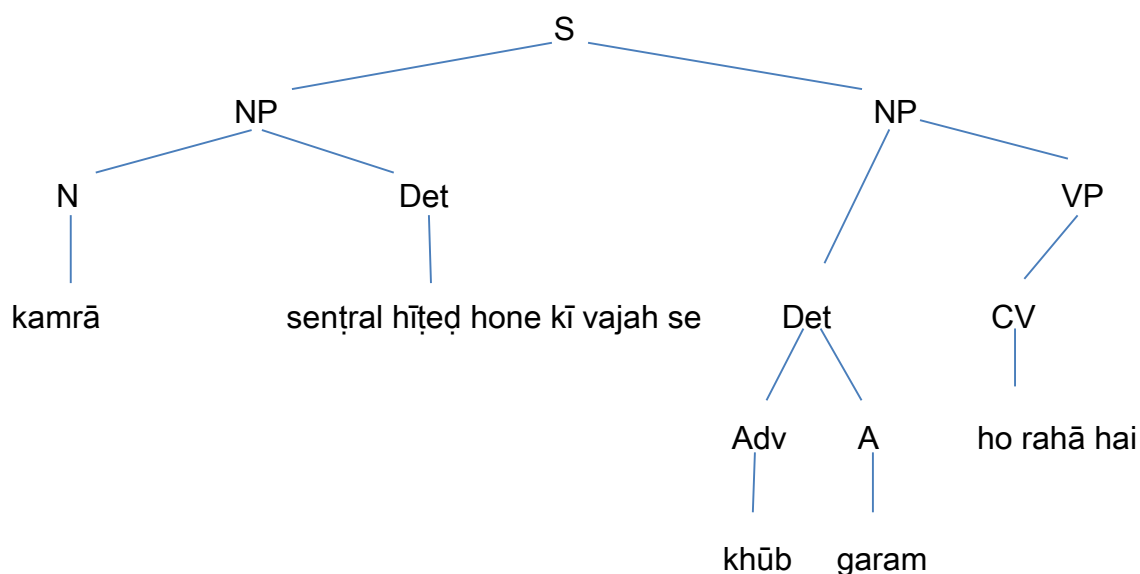 S
NP NP
N Det VP
kamrā senṭral hīṭeḍ hone kī vajah se Det CV
Adv A ho rahā hai
khūb garam